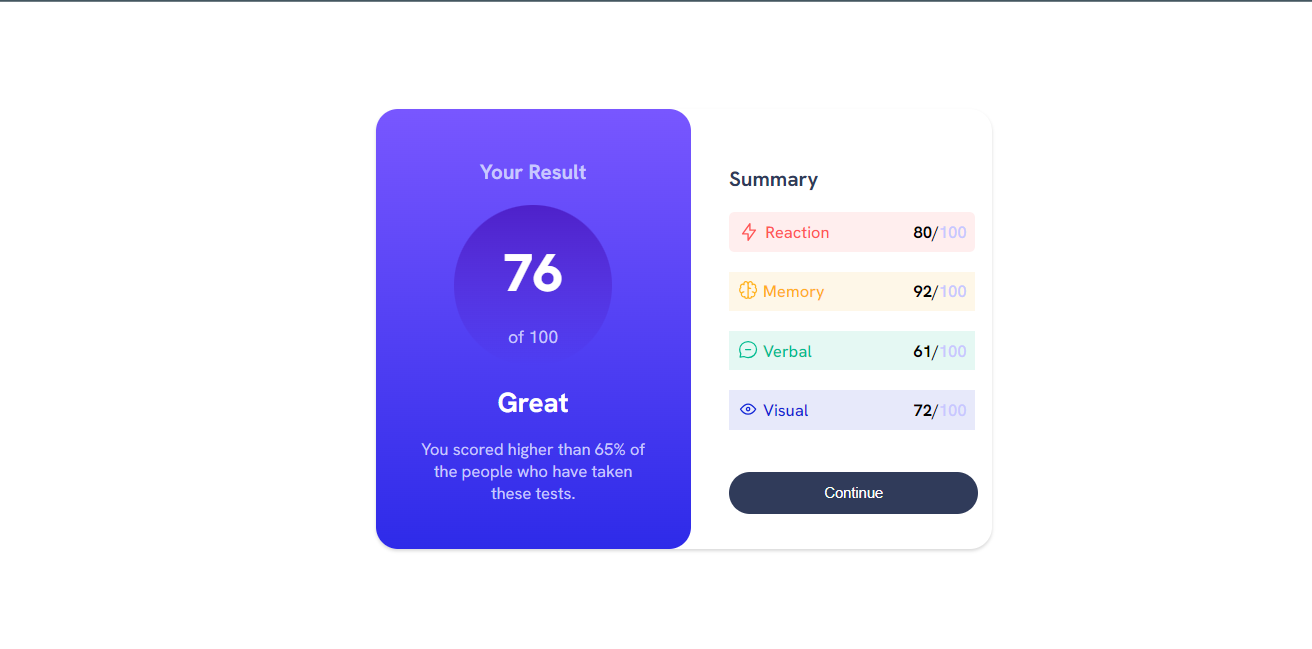 Your Result
76
of 100
Great
You scored higher than 65% of
the people who have taken
these tests.
Summary
Reaction 80/100
Memory 92/100
Verbal 61/100
Visual 72/100
Continue